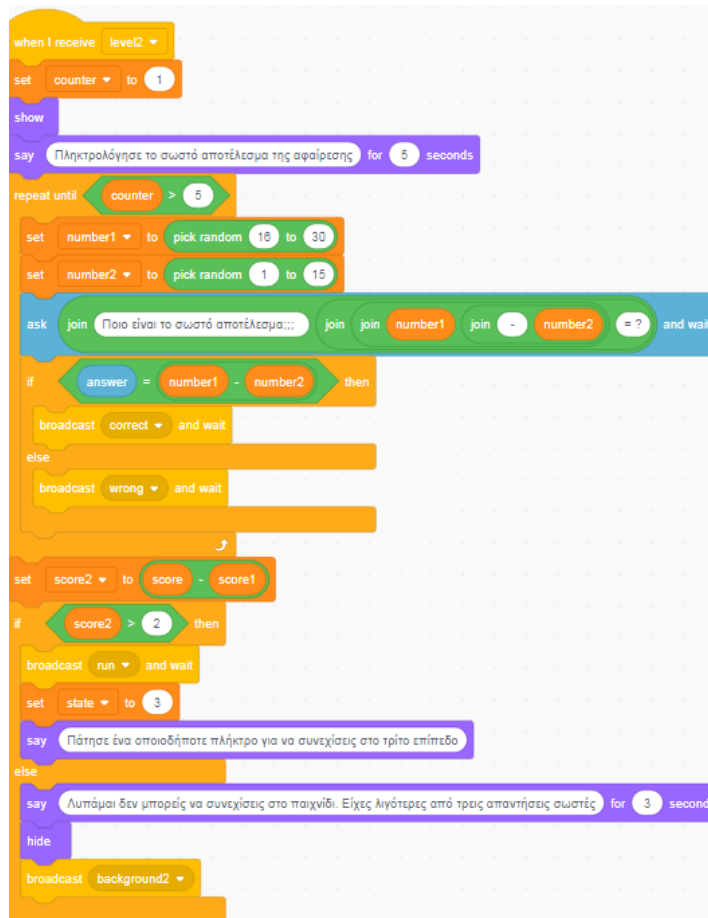 when I receive level2
set counter to 1
show
say Πληκτρολόγησε το σωστό αποτέλεσμα της αφαίρεσης for 5 seconds
repeat until counter > 5
set number1 to pick random 16 to 30
set number2 to pick random 1 to 15
ask join Ποιο είναι το σωστό αποτέλεσμα;;; join join number1 join - number2 = ? and wait
if answer = number1 - number2 then
broadcast correct and wait
else
broadcast wrong and wait
set score2 to score - score1
if score2 > 2 then
broadcast run and wait
set state to 3
say Πάτησε ένα οποιοδήποτε πλήκτρο για να συνεχίσεις στο τρίτο επίπεδο
else
say Λυπάμαι δεν μπορείς να συνεχίσεις στο παιχνίδι. Είχες λιγότερες από τρεις απαντήσεις σωστές for 3 second
hide
broadcast background2